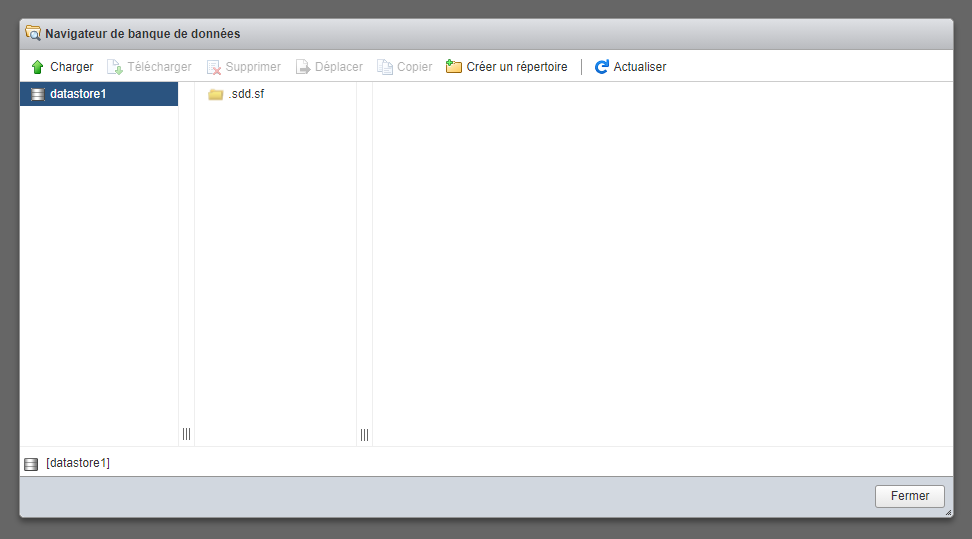 Navigateur de banque de données
Charger Télécharger Supprimer Déplacer Copier Créer un répertoire Actualiser
datastore1 .sdd.sf
[datastore1]
Fermer